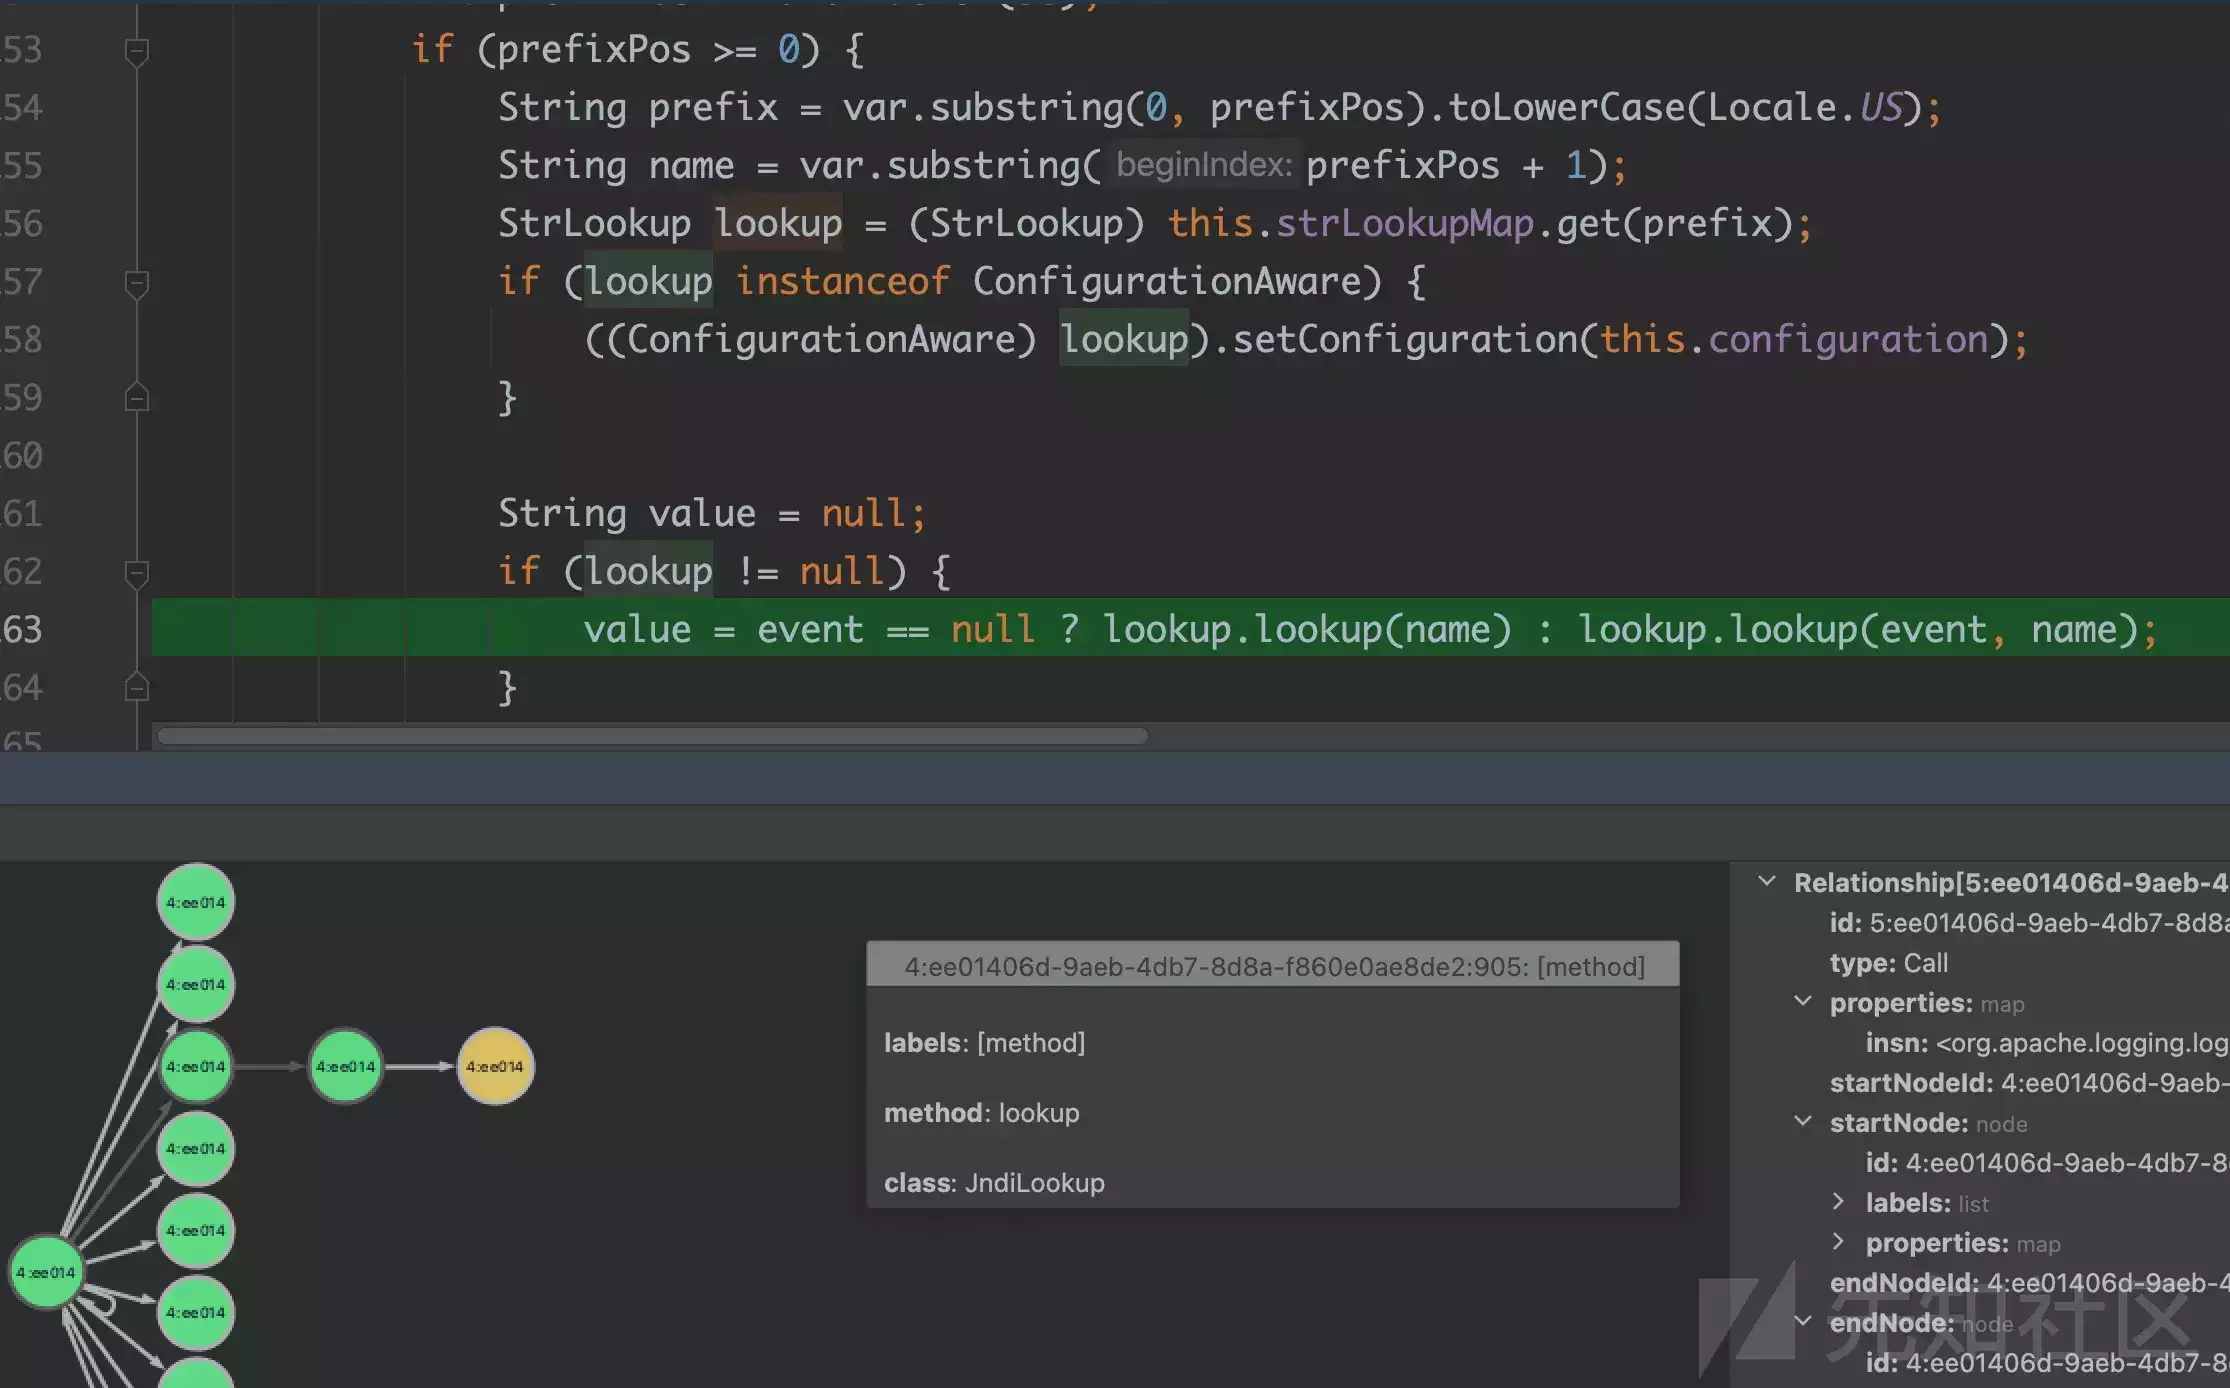 53 if (prefixPos >= 0) {
54 String prefix = var.substring(0, prefixPos).toLowerCase(Locale.US);
55 String name = var.substring( beginIndex: prefixPos + 1);
56 StrLookup lookup = (StrLookup) this.strLookupMap.get(prefix);
57 if (lookup instanceof ConfigurationAware) {
58 ((ConfigurationAware) lookup).setConfiguration(this.configuration);
59 }
60
61 String value = null;
62 if (lookup != null) {
63 value = event == null ? lookup.lookup(name) : lookup.lookup(event, name);
64 }
65
4:ee014
4:ee014
4:ee014
4:ee014
4:ee014
4:ee014
4:ee014
4:ee014
4:ee014
4:ee01406d-9aeb-4db7-8d8a-f860e0ae8de2:905: [method]
labels: [method]
method: lookup
class: JndiLookup
Relationship[5:ee01406d-9aeb-4
id: 5:ee01406d-9aeb-4db7-8d8a
type: Call
properties: map
insn: <org.apache.logging.log
startNodeId: 4:ee01406d-9aeb-
startNode: node
id: 4:ee01406d-9aeb-4db7-8
labels: list
properties: map
endNodeId: 4:ee01406d-9aeb-4
endNode: node
id: 4:ee01406d-9aeb-4db7-8
先知社区